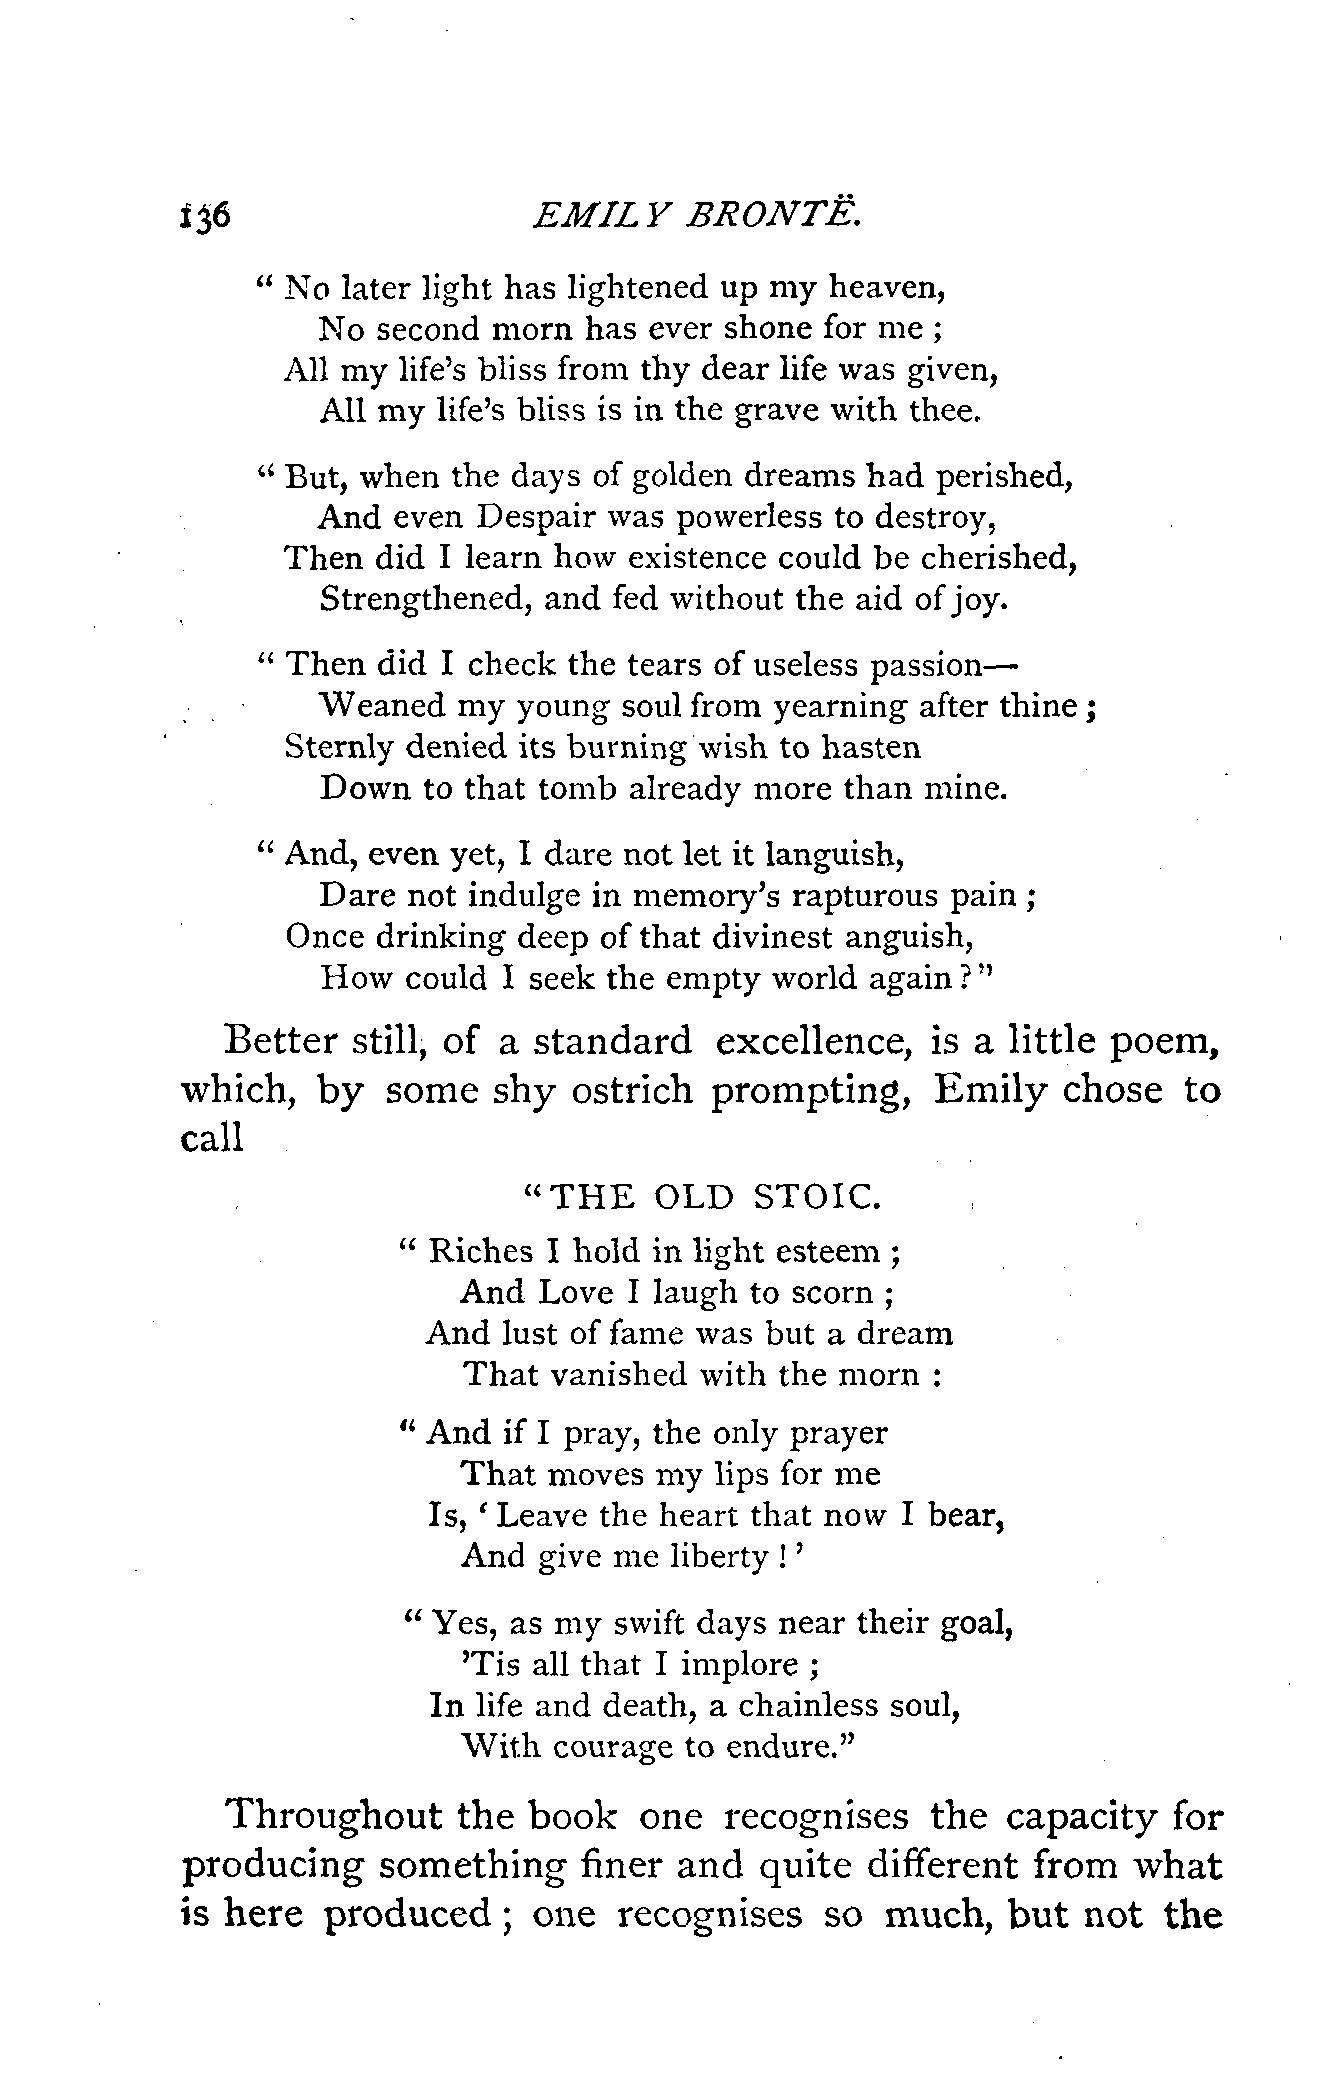 136 EMILY BRONTË.
“ No later light has lightened up my heaven,
No second morn has ever shone for me ;
All my life’s bliss from thy dear life was given,
All my life’s bliss is in the grave with thee.
“ But, when the days of golden dreams had perished,
And even Despair was powerless to destroy,
Then did I learn how existence could be cherished,
Strengthened, and fed without the aid of joy.
“ Then did I check the tears of useless passion—
Weaned my young soul from yearning after thine ;
Sternly denied its burning wish to hasten
Down to that tomb already more than mine.
“ And, even yet, I dare not let it languish,
Dare not indulge in memory’s rapturous pain ;
Once drinking deep of that divinest anguish,
How could I seek the empty world again ?”
Better still, of a standard excellence, is a little poem,
which, by some shy ostrich prompting, Emily chose to
call
“THE OLD STOIC.
“ Riches I hold in light esteem ;
And Love I laugh to scorn ;
And lust of fame was but a dream
That vanished with the morn :
“ And if I pray, the only prayer
That moves my lips for me
Is, ‘ Leave the heart that now I bear,
And give me liberty ! ’
“ Yes, as my swift days near their goal,
’Tis all that I implore ;
In life and death, a chainless soul,
With courage to endure.”
Throughout the book one recognises the capacity for
producing something finer and quite different from what
is here produced ; one recognises so much, but not the